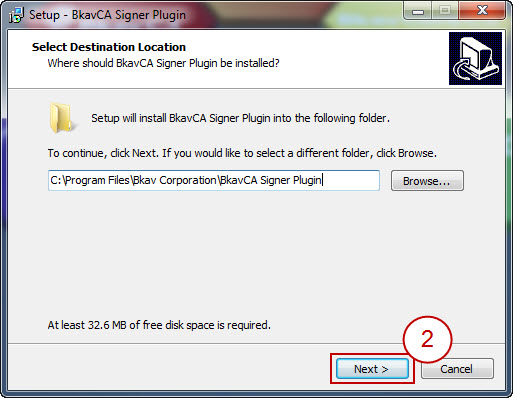 Setup - BkavCA Signer Plugin
Select Destination Location
Where should BkavCA Signer Plugin be installed?
Setup will install BkavCA Signer Plugin into the following folder.
To continue, click Next. If you would like to select a different folder, click Browse.
C:\Program Files\Bkav Corporation\BkavCA Signer Plugin
Browse...
At least 32.6 MB of free disk space is required.
2
Next >
Cancel